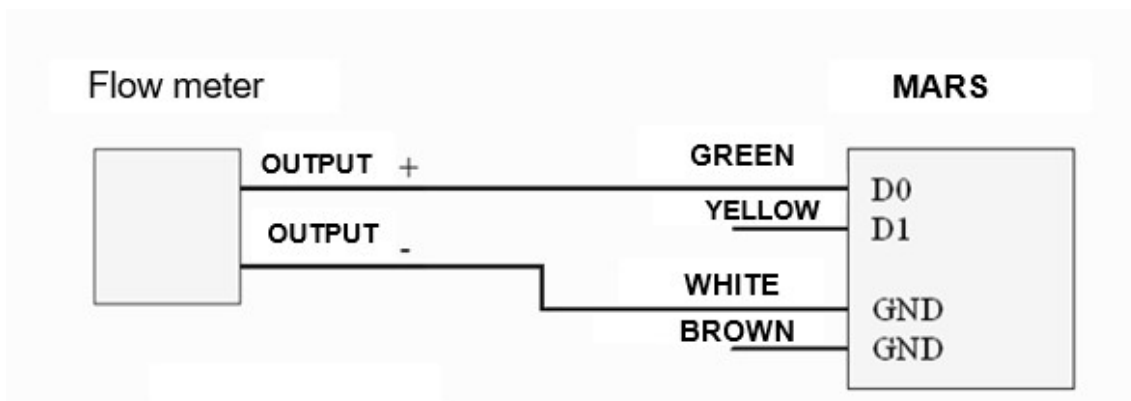 Flow meter
MARS
OUTPUT +
GREEN
D0
YELLOW
D1
OUTPUT -
WHITE
GND
BROWN
GND